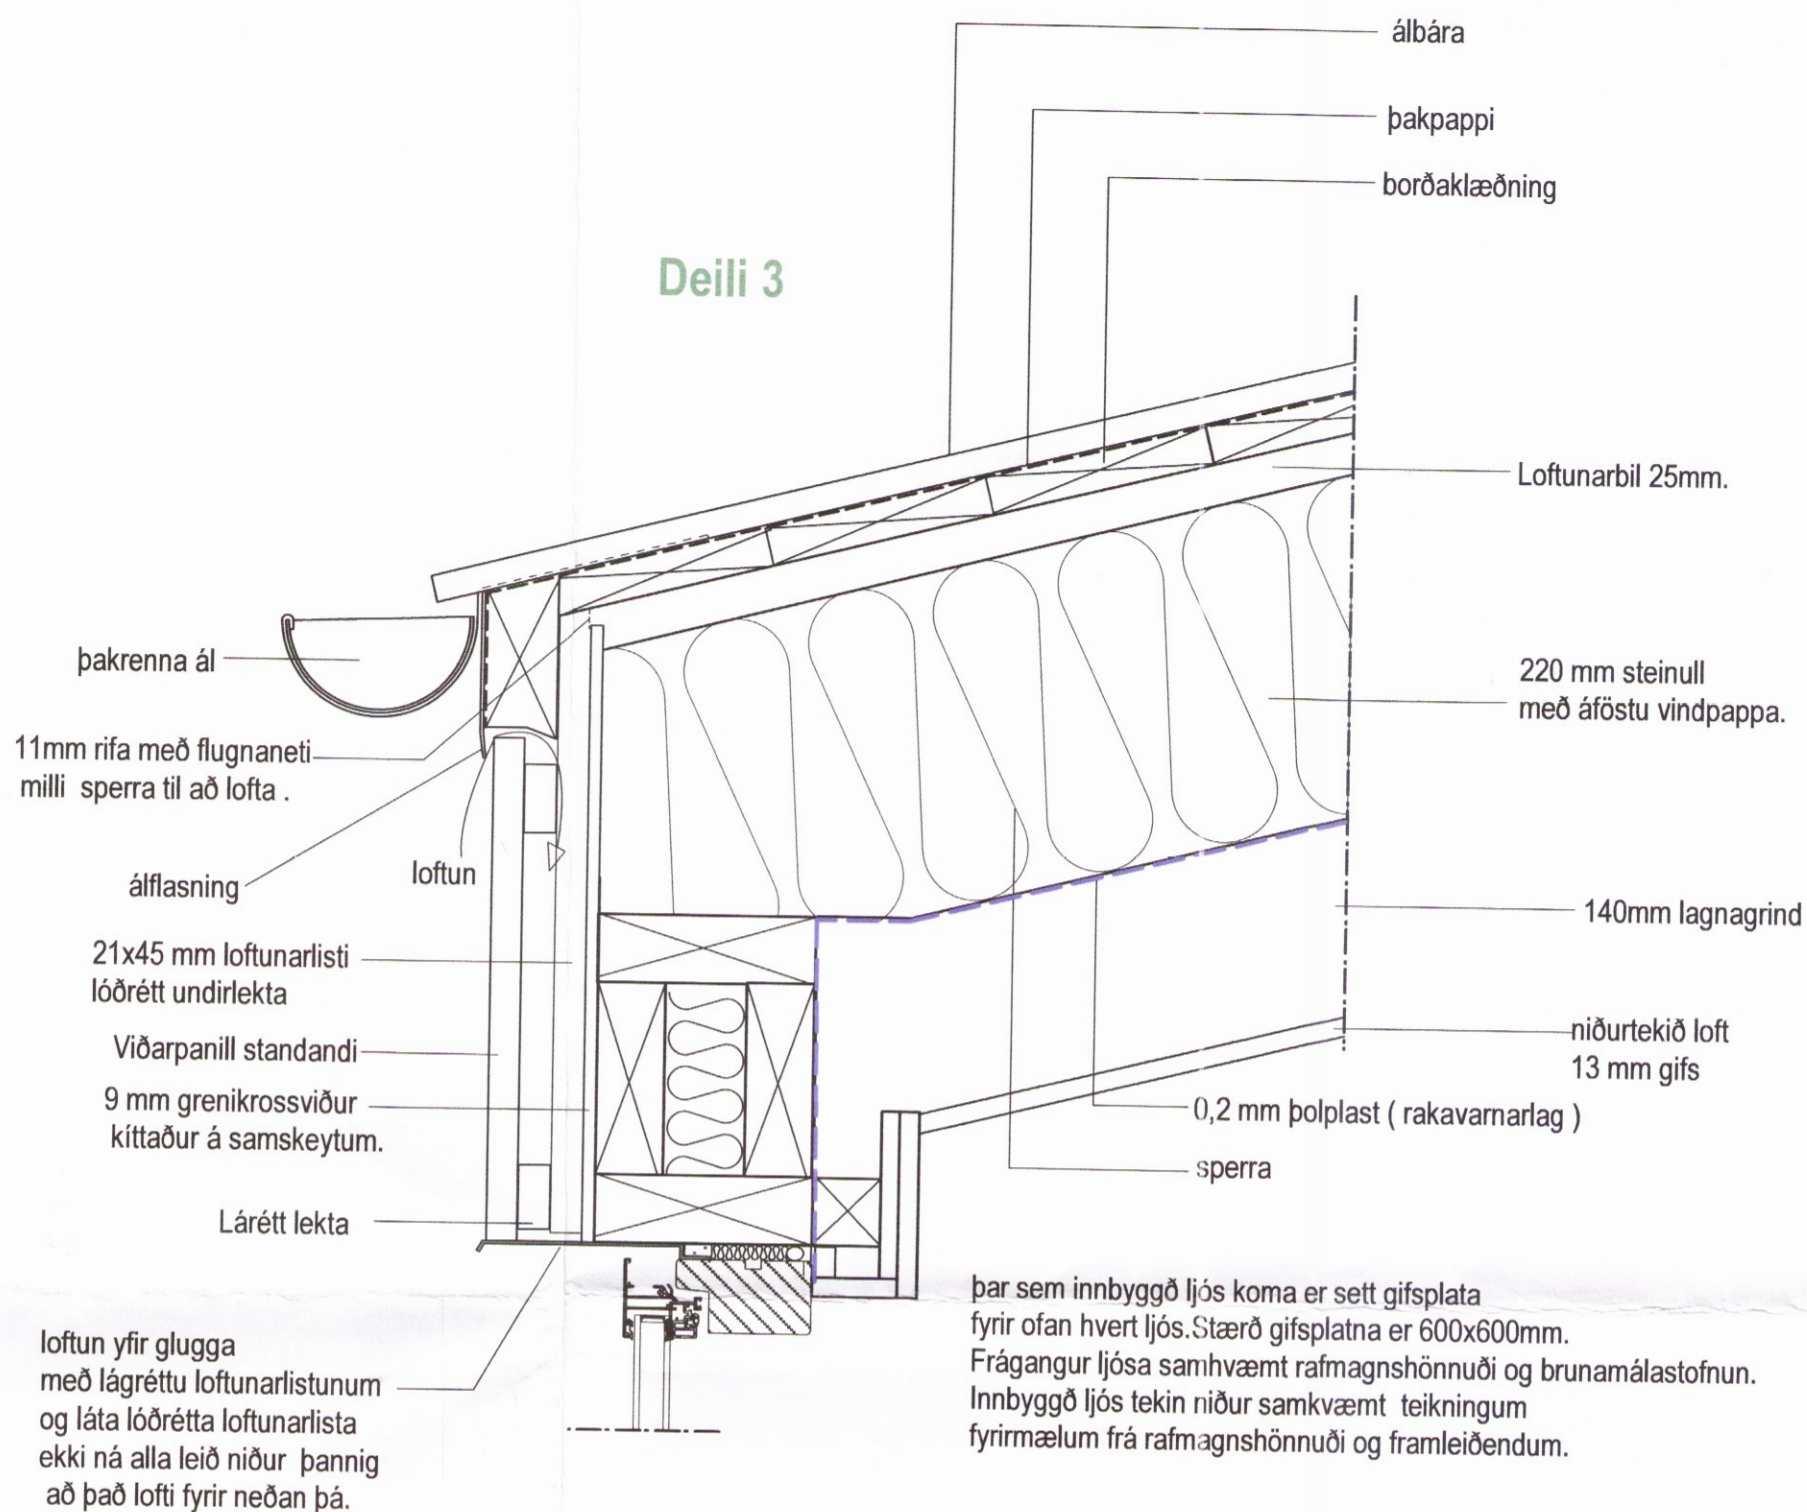 álbára
þakpappi
borðaklæðning
Deili 3
Loftunarbil 25mm.
þakrenna ál
220 mm steinull
með áföstu vindpappa.
11mm rifa með flugnaneti
milli sperra til að lofta .
álflasning
loftun
140mm lagnagrind
21x45 mm loftunarlisti
lóðrétt undirlekta
Viðarpanill standandi
niðurtekið loft
13 mm gifs
9 mm grenikrossviður
kíttaður á samskeytum.
0,2 mm þolplast ( rakavarnarlag )
sperra
Lárétt lekta
þar sem innbyggð ljós koma er sett gifsplata
fyrir ofan hvert ljós.Stærð gifsplatna er 600x600mm.
Frágangur ljósa samhvæmt rafmagnshönnuði og brunamálastofnun.
Innbyggð ljós tekin niður samkvæmt teikningum
fyrirmælum frá rafmagnshönnuði og framleiðendum.
loftun yfir glugga
með lágréttu loftunarlistunum
og láta lóðrétta loftunarlista
ekki ná alla leið niður þannig
að það lofti fyrir neðan þá.